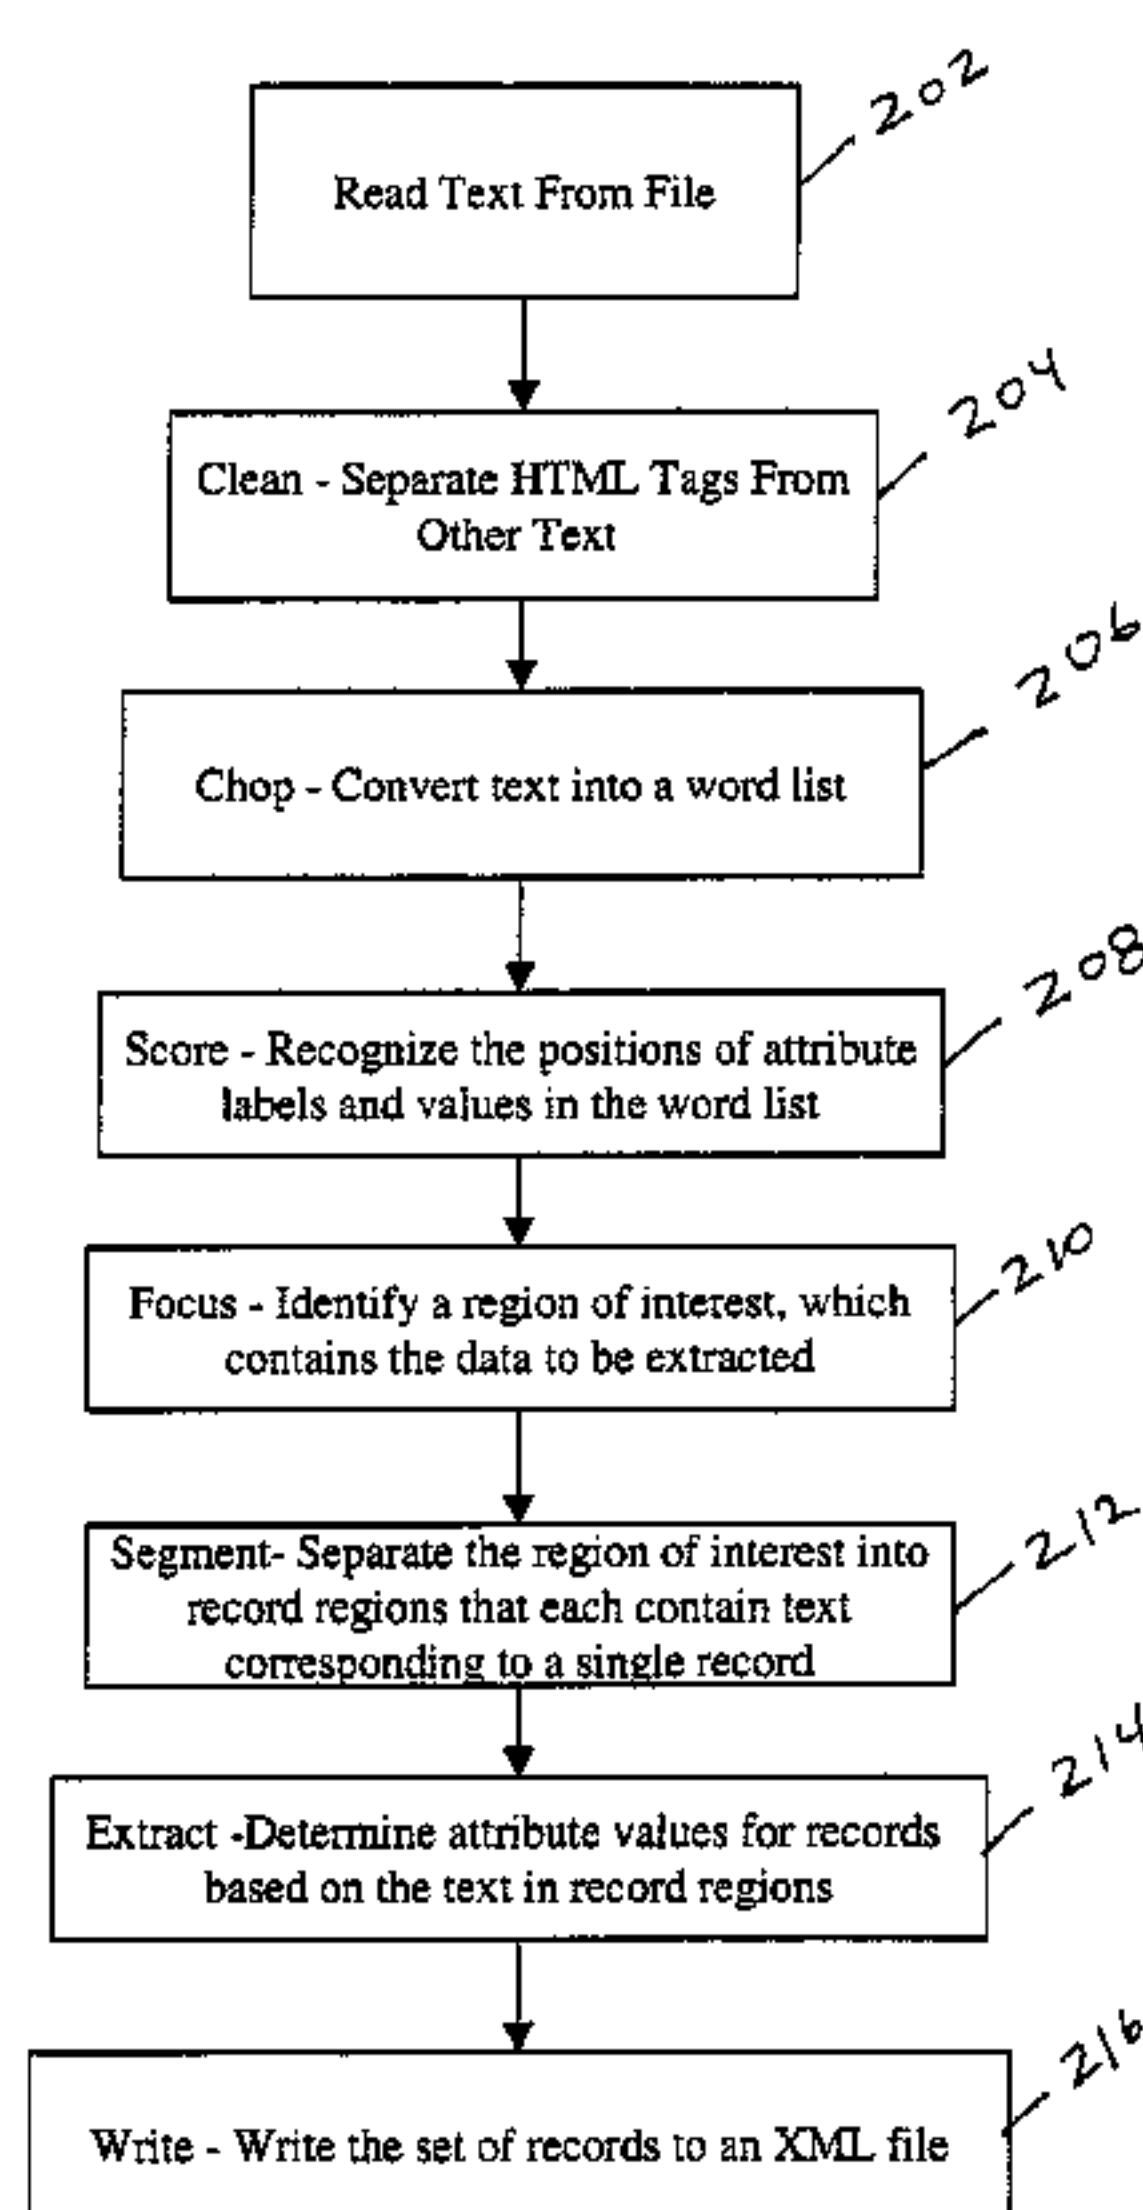 202
Read Text From File
204
Clean - Separate HTML Tags From
Other Text
206
Chop - Convert text into a word list
208
Score - Recognize the positions of attribute
labels and values in the word list
210
Focus - Identify a region of interest, which
contains the data to be extracted
212
Segment- Separate the region of interest into
record regions that each contain text
corresponding to a single record
214
Extract -Determine attribute values for records
based on the text in record regions
216
Write - Write the set of records to an XML file